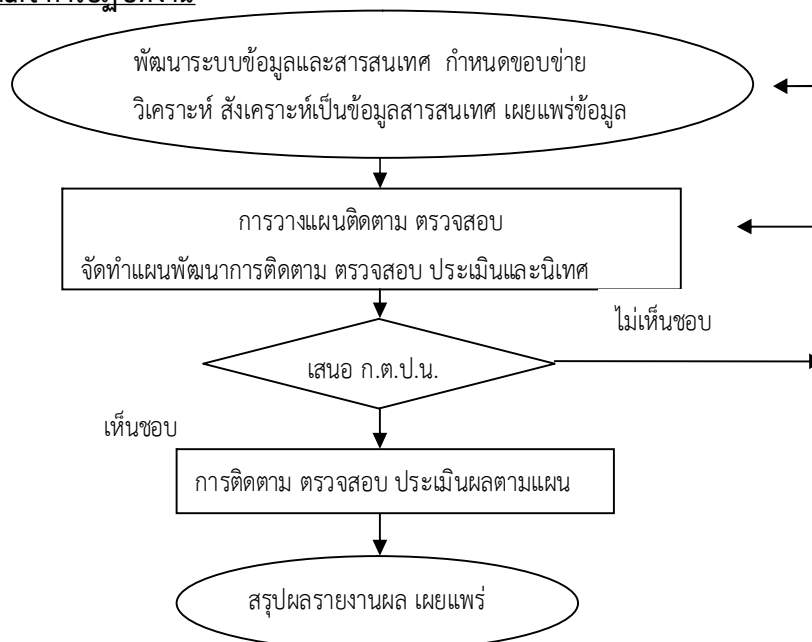 พัฒนาระบบข้อมูลและสารสนเทศ กำหนดขอบข่าย
วิเคราะห์ สังเคราะห์เป็นข้อมูลสารสนเทศ เผยแพร่ข้อมูล
การวางแผนติดตาม ตรวจสอบ
จัดทำแผนพัฒนาการติดตาม ตรวจสอบ ประเมินและนิเทศ
ไม่เห็นชอบ
เสนอ ก.ต.ป.น.
เห็นชอบ
การติดตาม ตรวจสอบ ประเมินผลตามแผน
สรุปผลรายงานผล เผยแพร่